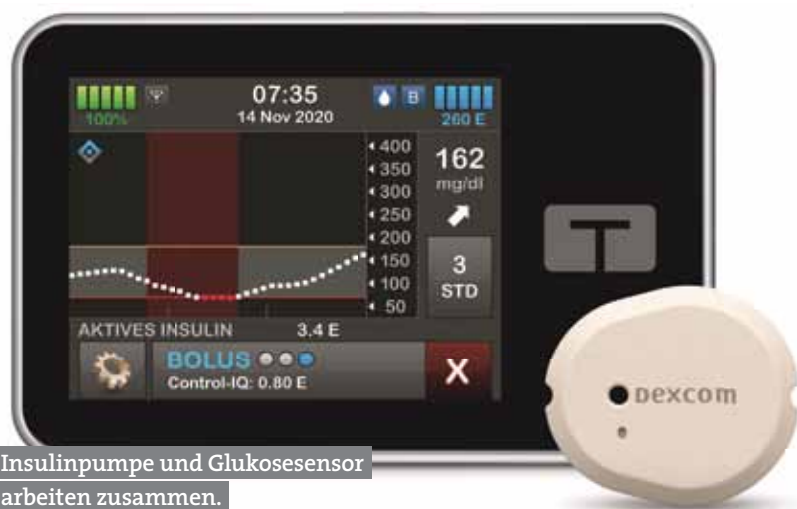 07:35
100% 14 Nov 2020 B 260 E
400
350
300
250
200
150
100
50
162
mg/dl
3
STD
AKTIVES INSULIN 3.4 E
BOLUS
Control-IQ: 0.80 E
X
T
Dexcom
Insulinpumpe und Glukosesensor
arbeiten zusammen.